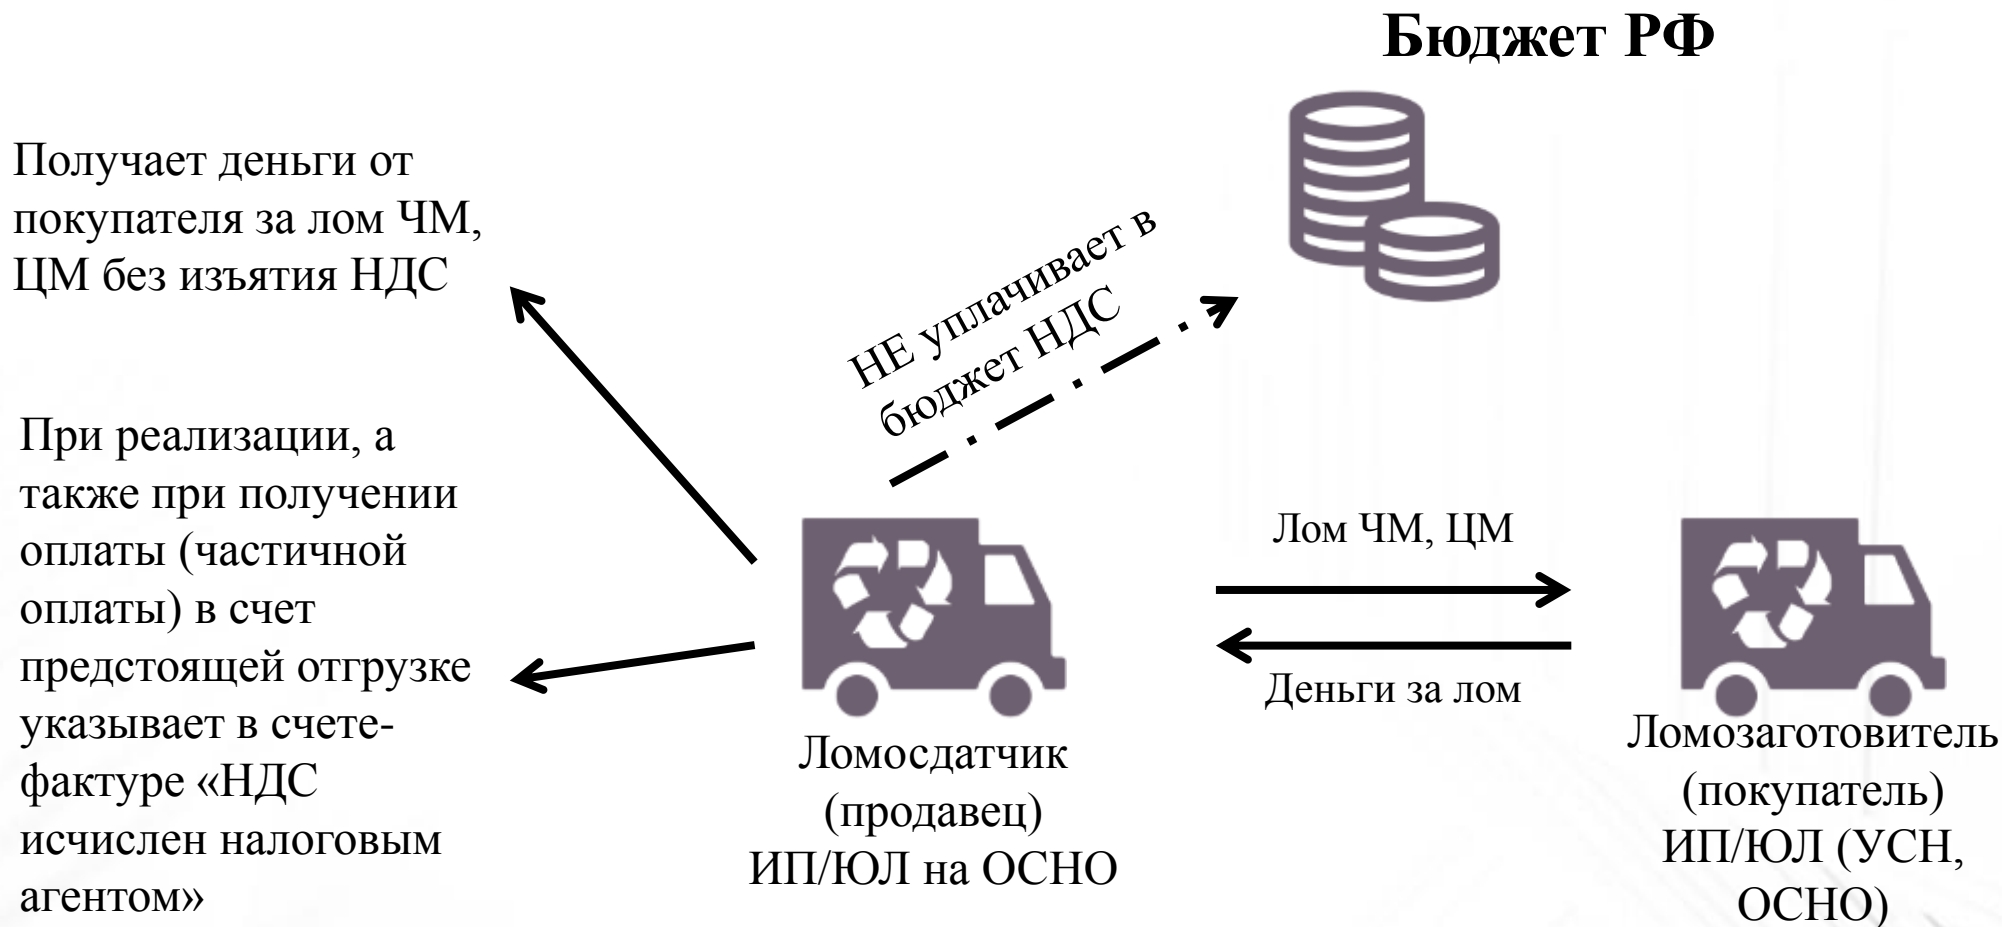 Бюджет РФ
Получает деньги от
покупателя за лом ЧМ,
ЦМ без изъятия НДС
НЕ уплачивает в
бюджет НДС
При реализации, а
также при получении
оплаты (частичной
оплаты) в счет
предстоящей отгрузке
указывает в счете-
фактуре «НДС
исчислен налоговым
агентом»
Лом ЧМ, ЦМ
Деньги за лом
Ломосдатчик
(продавец)
ИП/ЮЛ на ОСНО
Ломозаготовитель
(покупатель)
ИП/ЮЛ (УСН,
ОСНО)